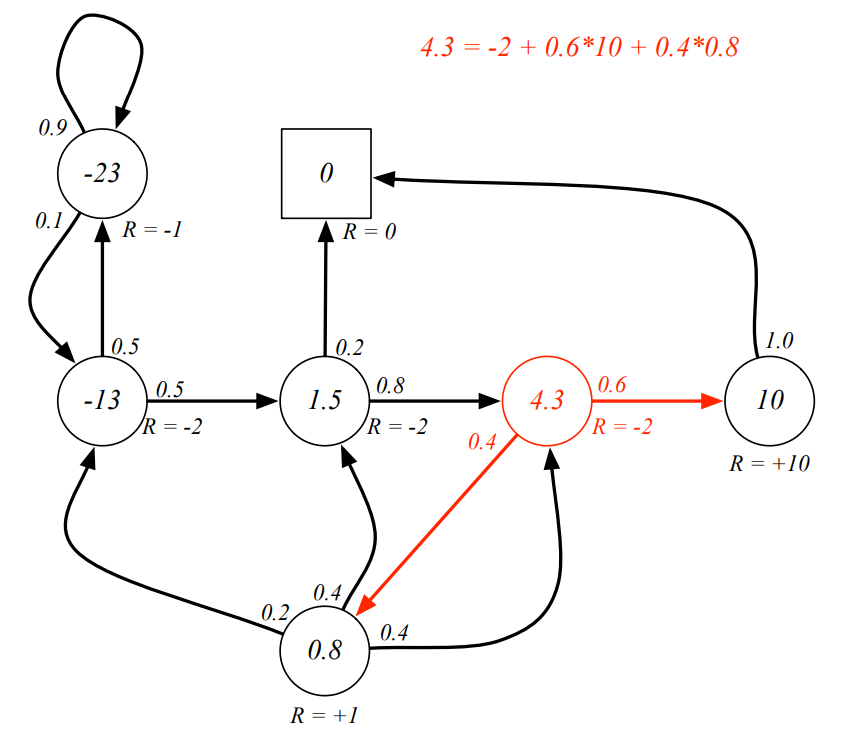 4.3 = -2 + 0.6*10 + 0.4*0.8
0.9
-23
0
0.1
R = -1
R = 0
1.0
0.5
0.2
-13
0.5
R = -2
1.5
0.8
R = -2
4.3
0.6
R = -2
10
0.4
R = +10
0.4
0.2
0.8
0.4
R = +1